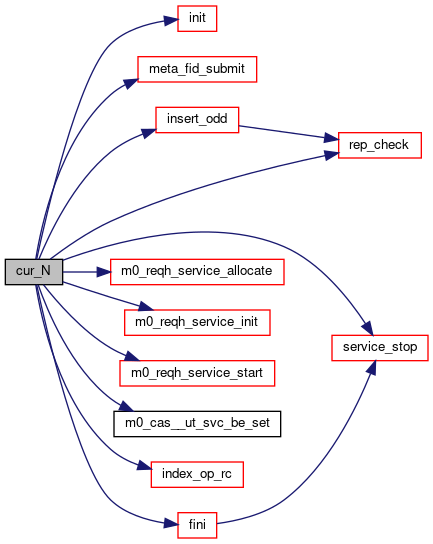 init
meta_fid_submit
insert_odd
rep_check
cur_N
m0_reqh_service_allocate
m0_reqh_service_init
service_stop
m0_reqh_service_start
m0_cas__ut_svc_be_set
index_op_rc
fini